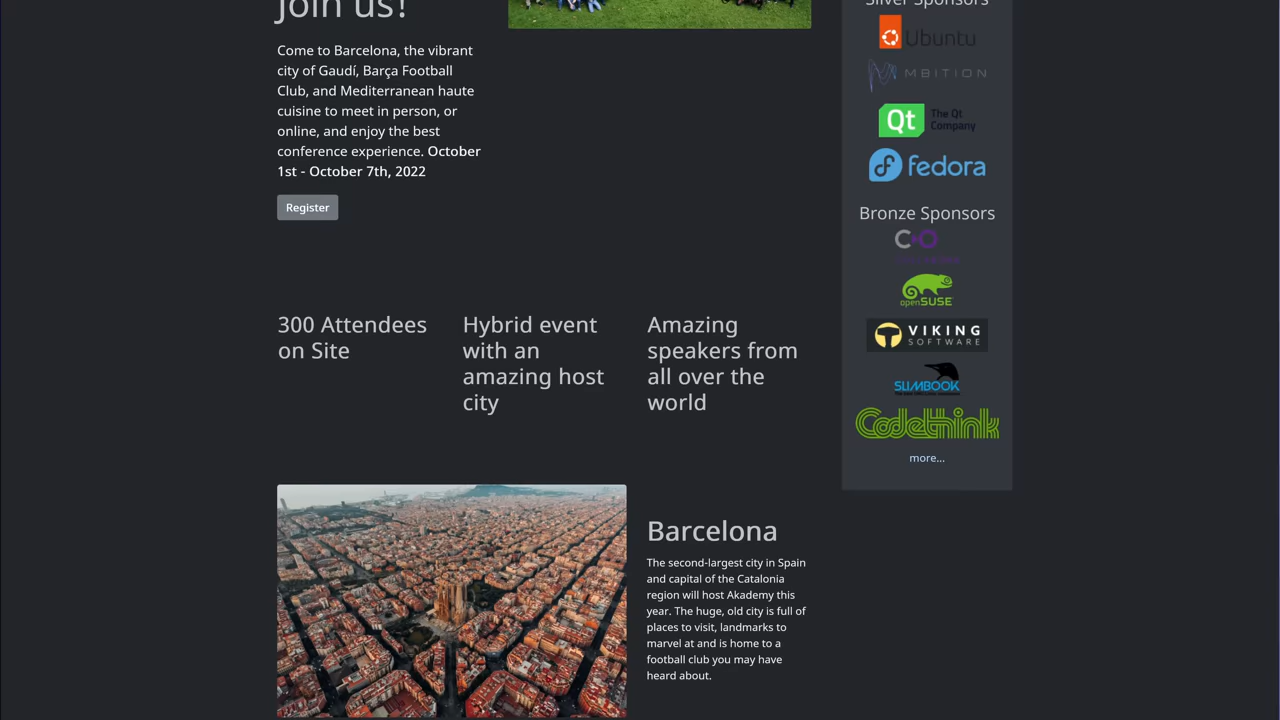 Join us!
Come to Barcelona, the vibrant
city of Gaudí, Barça Football
Club, and Mediterranean haute
cuisine to meet in person, or
online, and enjoy the best
conference experience. October
1st - October 7th, 2022
Register
300 Attendees
on Site
Hybrid event
with an
amazing host
city
Amazing
speakers from
all over the
world
Barcelona
The second-largest city in Spain
and capital of the Catalonia
region will host Akademy this
year. The huge, old city is full of
places to visit, landmarks to
marvel at and is home to a
football club you may have
heard about.
Silver Sponsors
Ubuntu
MBITION
Qt The Qt
Company
fedora
Bronze Sponsors
openSUSE
VIKING
SOFTWARE
SLIMBOOK
Codethink
more...